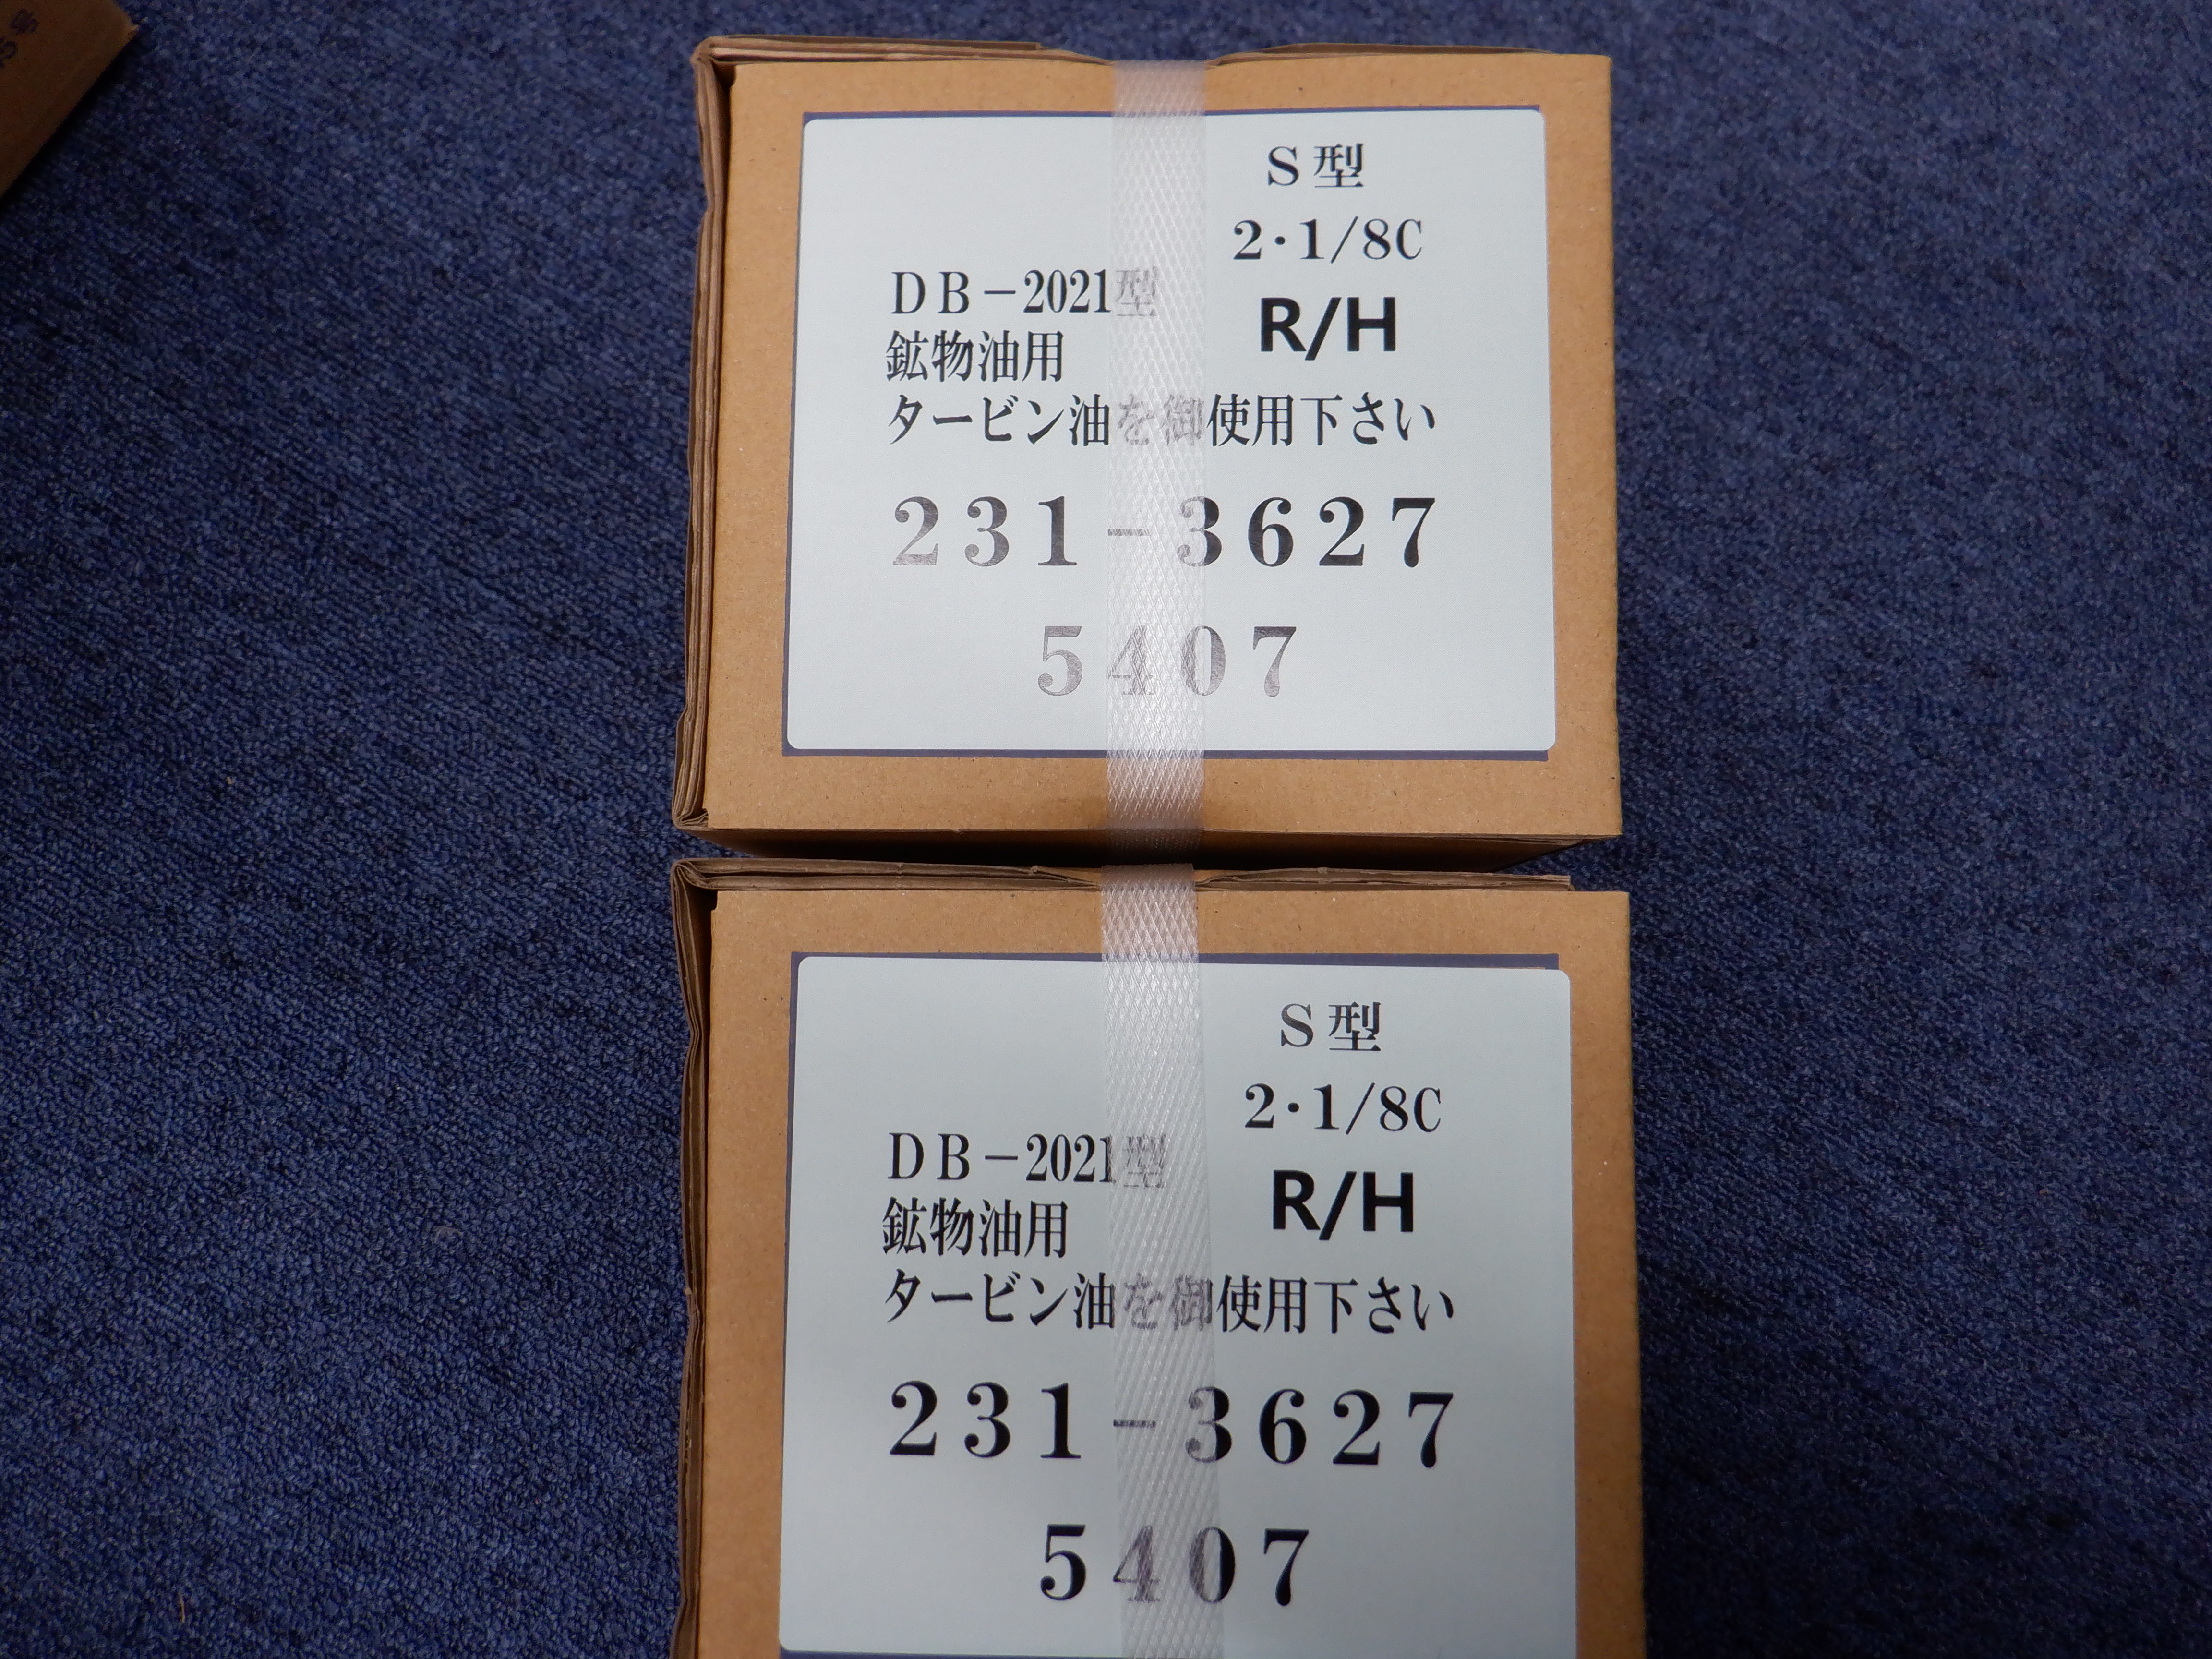 S型
2・1/8C
R/H
DB−2021型
鉱物油用
タービン油を御使用下さい
231−3627
5407
S型
2・1/8C
R/H
DB−2021型
鉱物油用
タービン油を御使用下さい
231−3627
5407